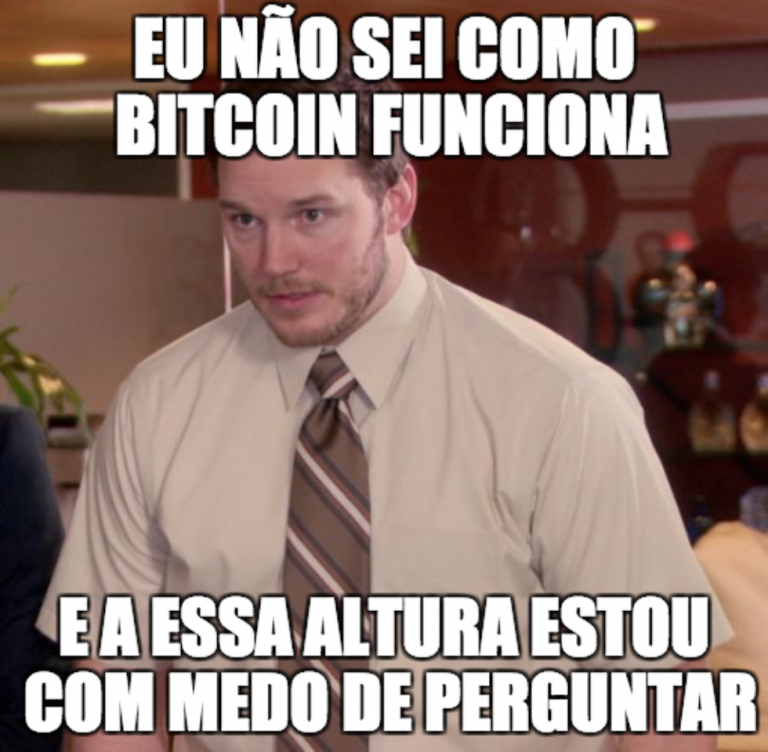 EU NÃO SEI COMO
BITCOIN FUNCIONA
E A ESSA ALTURA ESTOU
COM MEDO DE PERGUNTAR